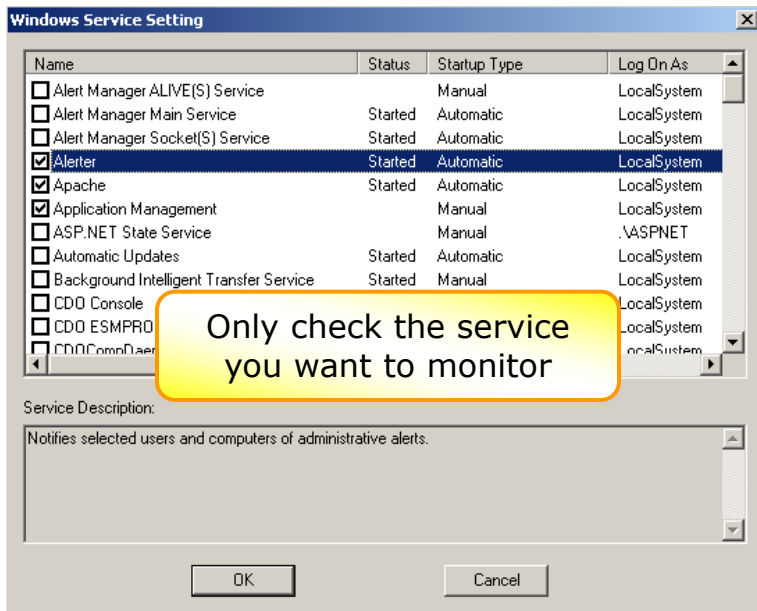 Windows Service Setting
Name Status Startup Type Log On As
Alert Manager ALIVE(S) Service Manual LocalSystem
Alert Manager Main Service Started Automatic LocalSystem
Alert Manager Socket(S) Service Started Automatic LocalSystem
Alerter Started Automatic LocalSystem
Apache Started Automatic LocalSystem
Application Management Manual LocalSystem
ASP.NET State Service Manual .\ASPNET
Automatic Updates Started Automatic LocalSystem
Background Intelligent Transfer Service Started Manual LocalSystem
CDO Console LocalSystem
CDO ESMPRO LocalSystem
Only check the service
you want to monitor
Service Description:
Notifies selected users and computers of administrative alerts.
OK Cancel